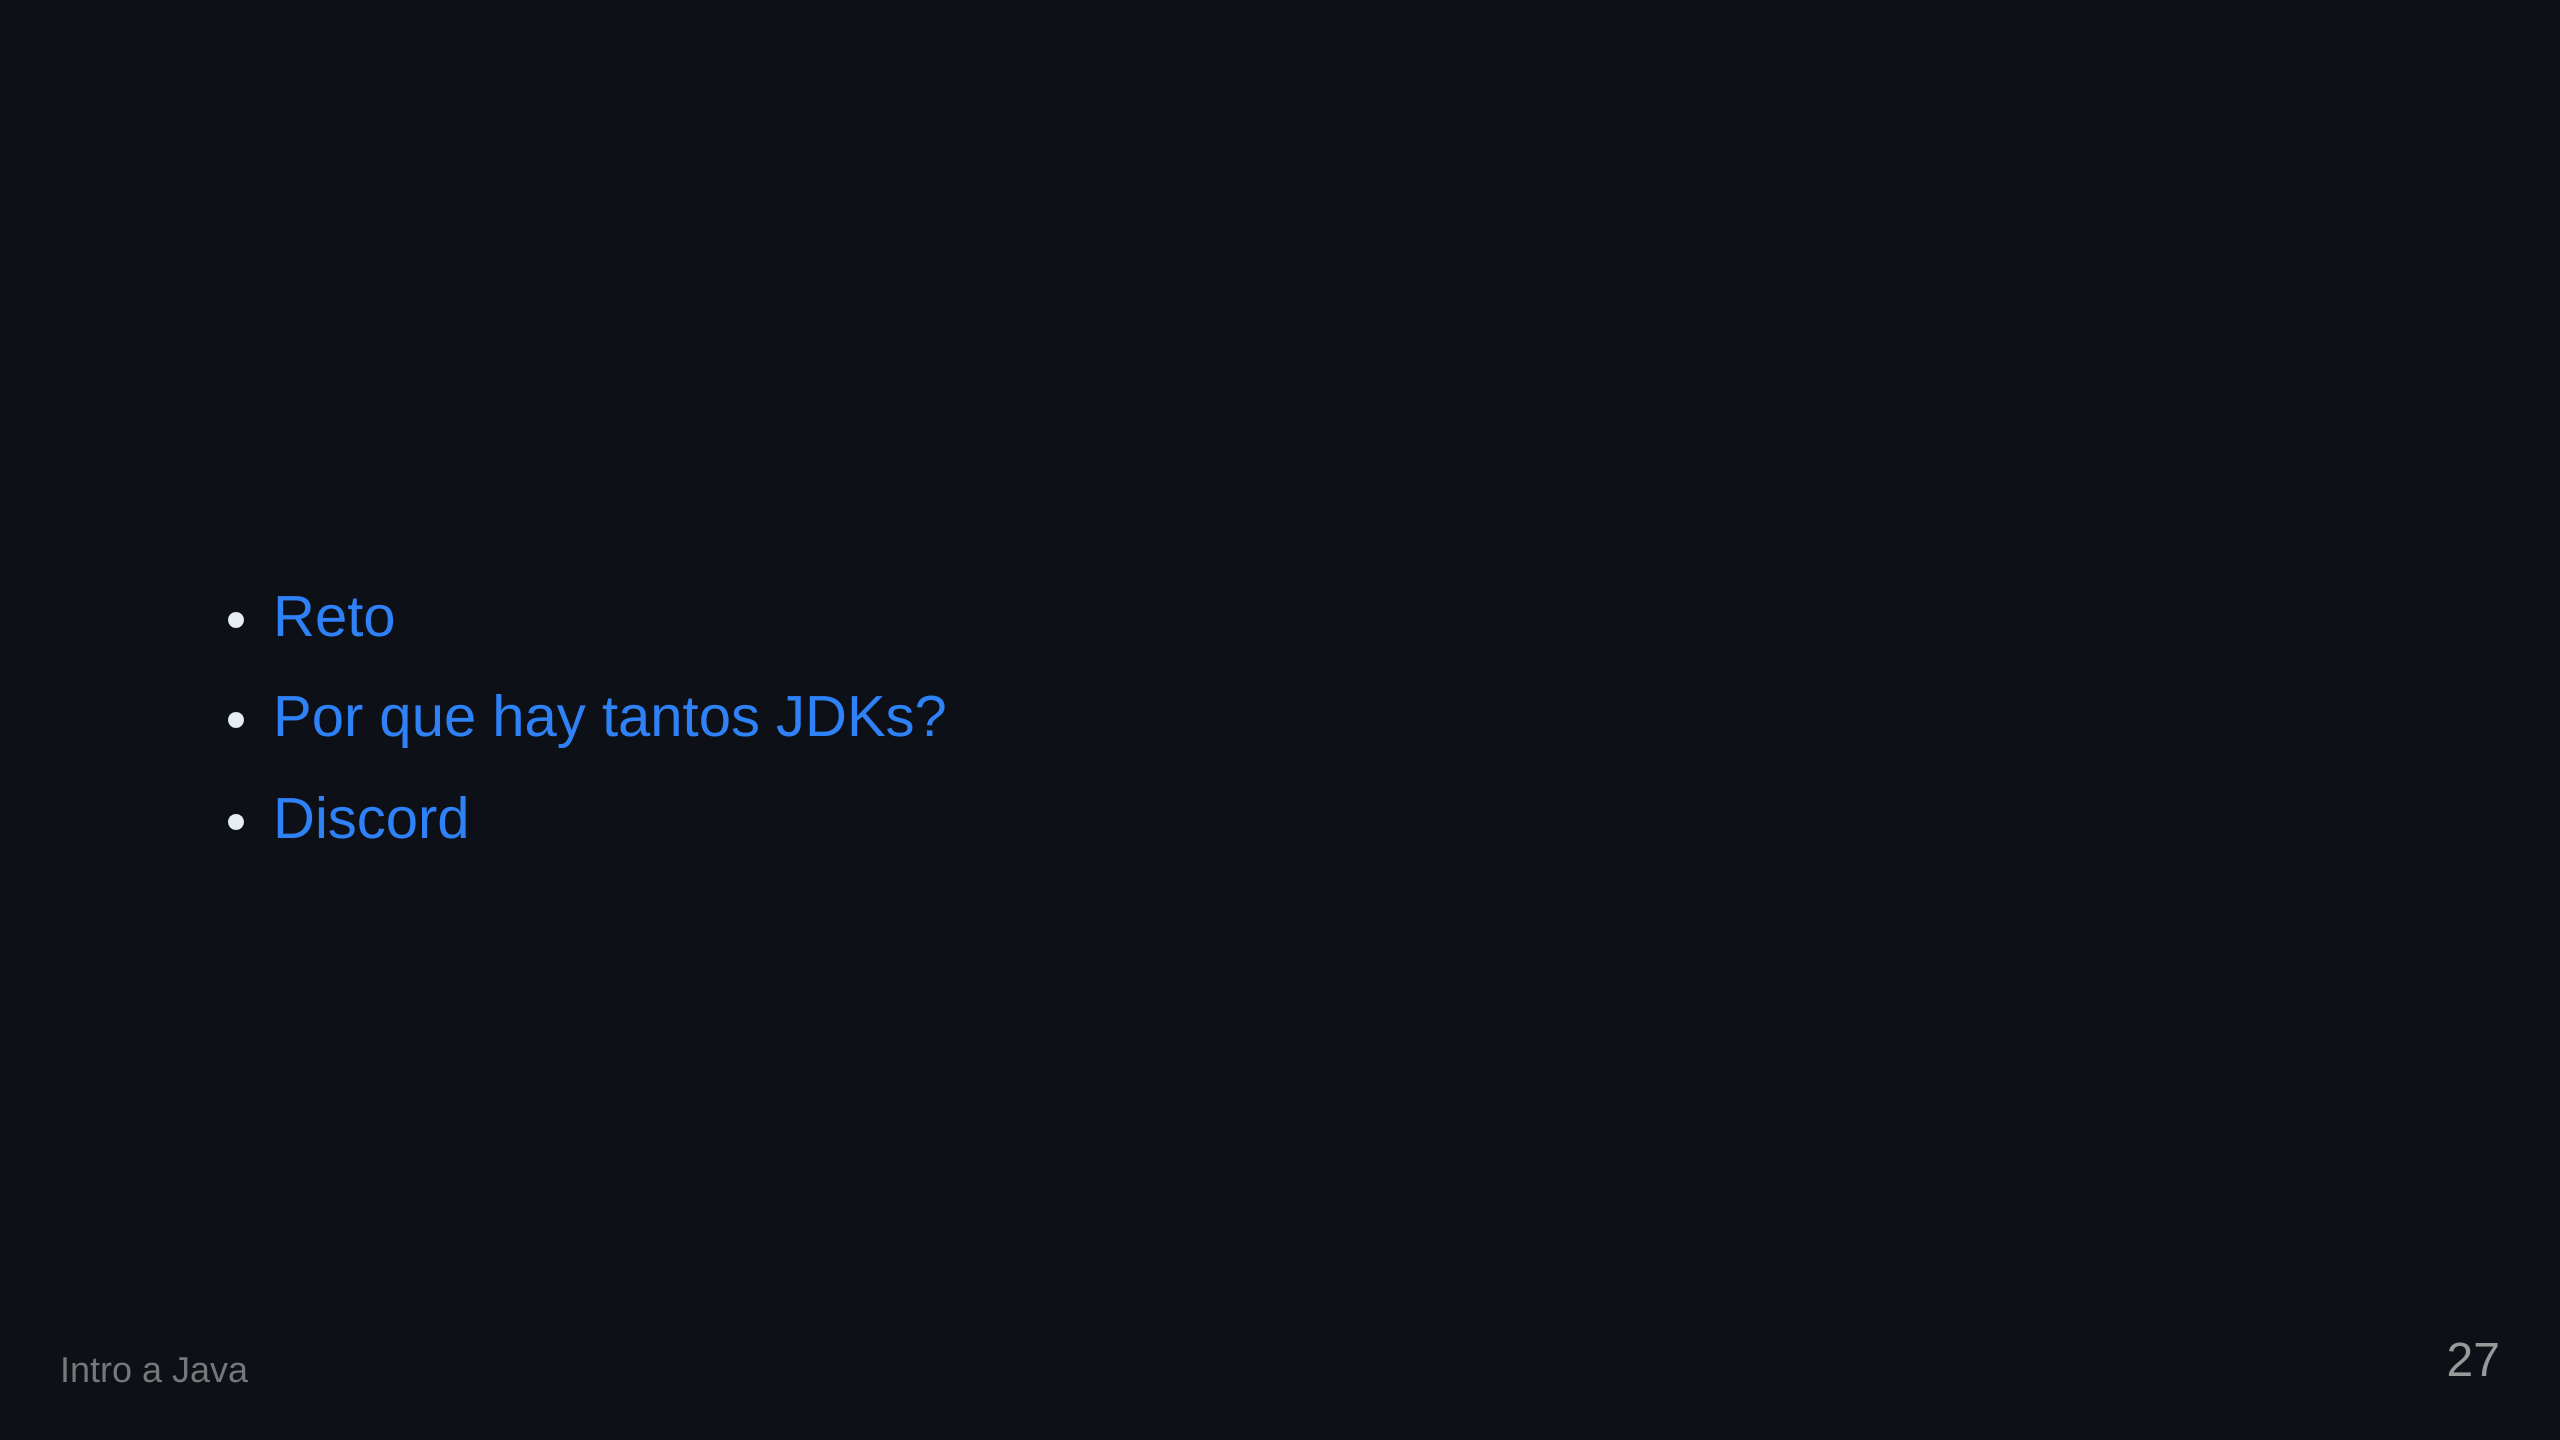 Reto
Por que hay tantos JDKs?
Discord
Intro a Java
27